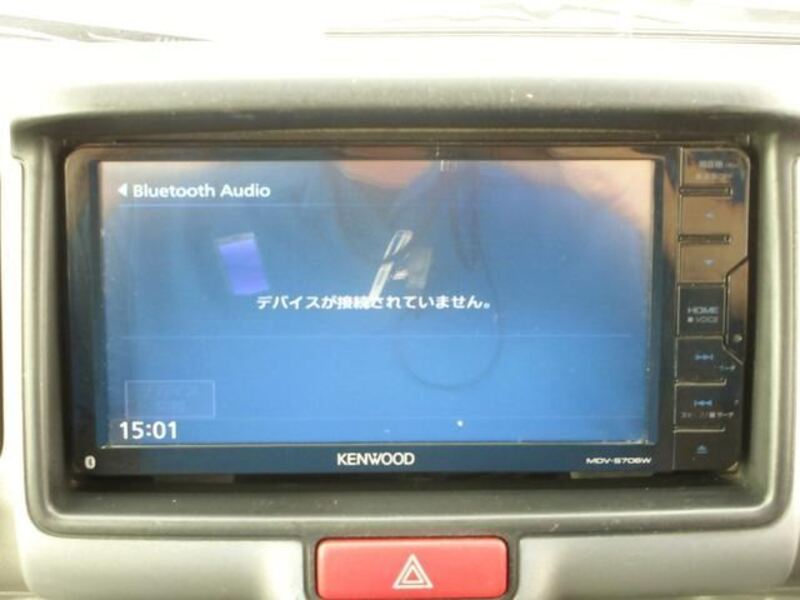 Bluetooth Audio
デバイスが接続されていません。
15:01
KENWOOD
MDV-S706W
HOME
VOICE